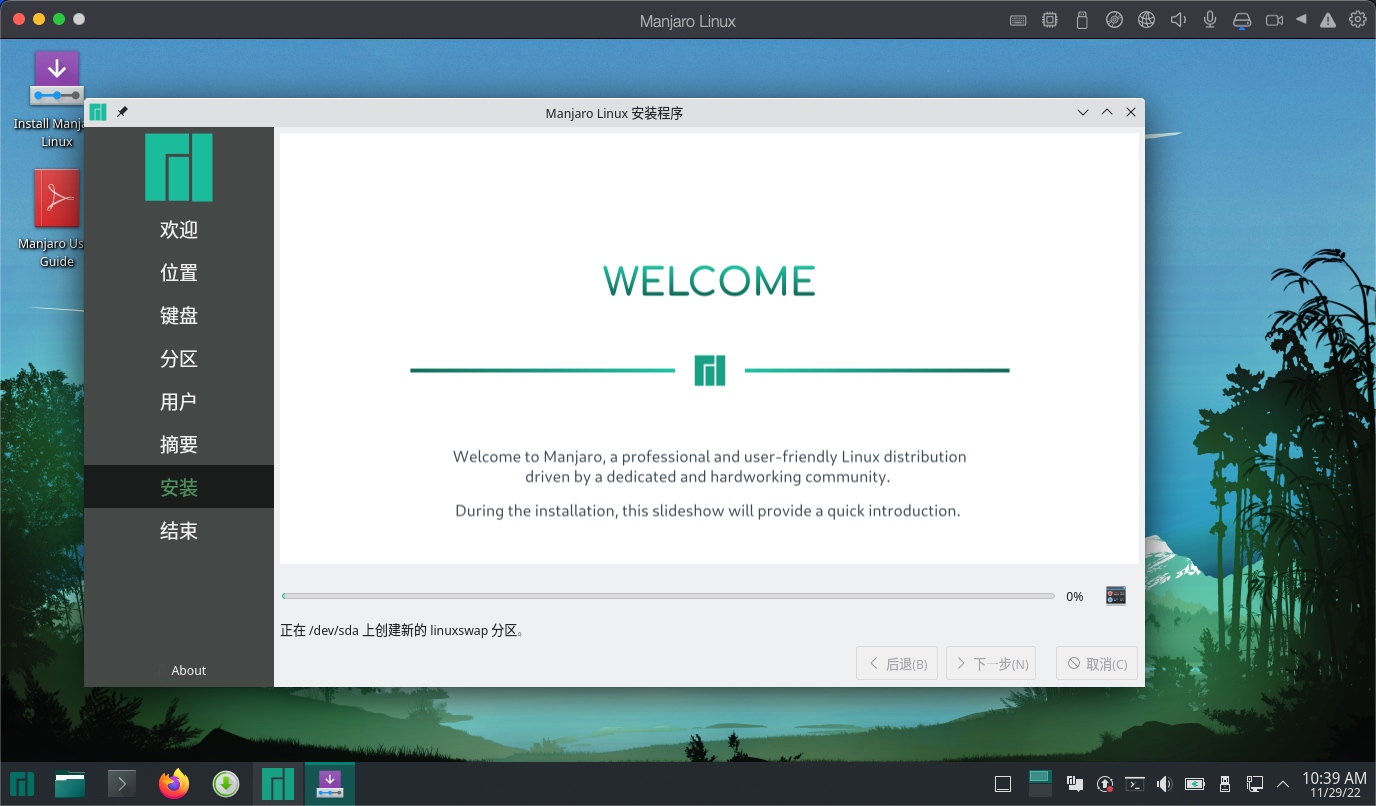 Manjaro Linux
Install Manja
Linux
Manjaro Us
Guide
Manjaro Linux 安装程序
欢迎
位置
键盘
分区
用户
摘要
安装
结束
About
WELCOME
Welcome to Manjaro, a professional and user-friendly Linux distribution
driven by a dedicated and hardworking community.
During the installation, this slideshow will provide a quick introduction.
0%
正在 /dev/sda 上创建新的 linuxswap 分区。
后退(B)
下一步(N)
取消(C)
10:39 AM
11/29/22